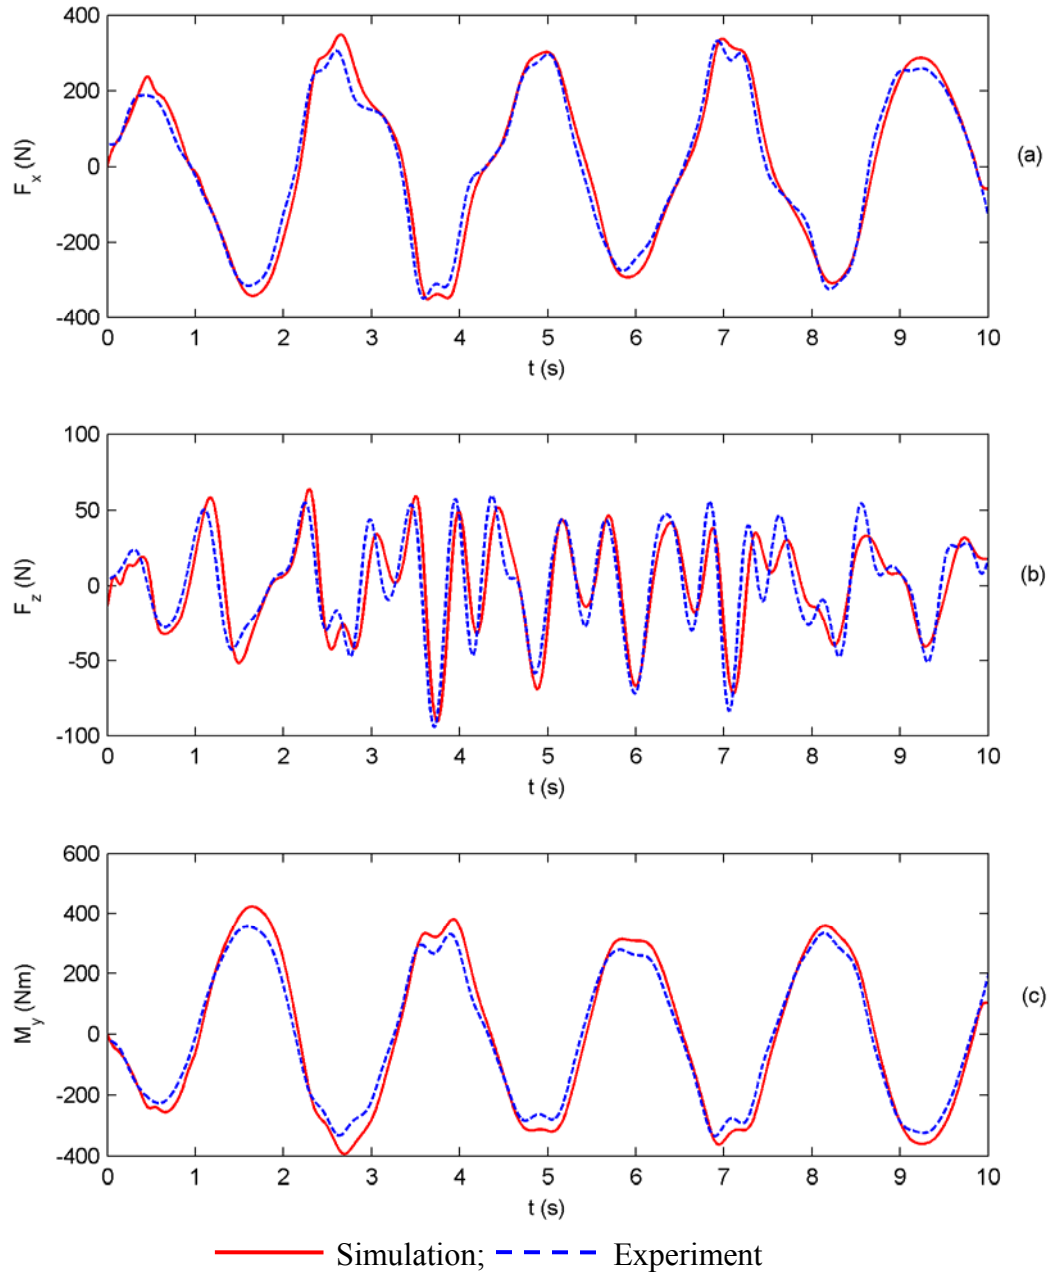 400
200
0
-200
-400
F_x (N)
0 1 2 3 4 5 6 7 8 9 10
t (s)
(a)
100
50
0
-50
-100
F_z (N)
0 1 2 3 4 5 6 7 8 9 10
t (s)
(b)
600
400
200
0
-200
-400
M_y (Nm)
0 1 2 3 4 5 6 7 8 9 10
t (s)
(c)
Simulation; Experiment